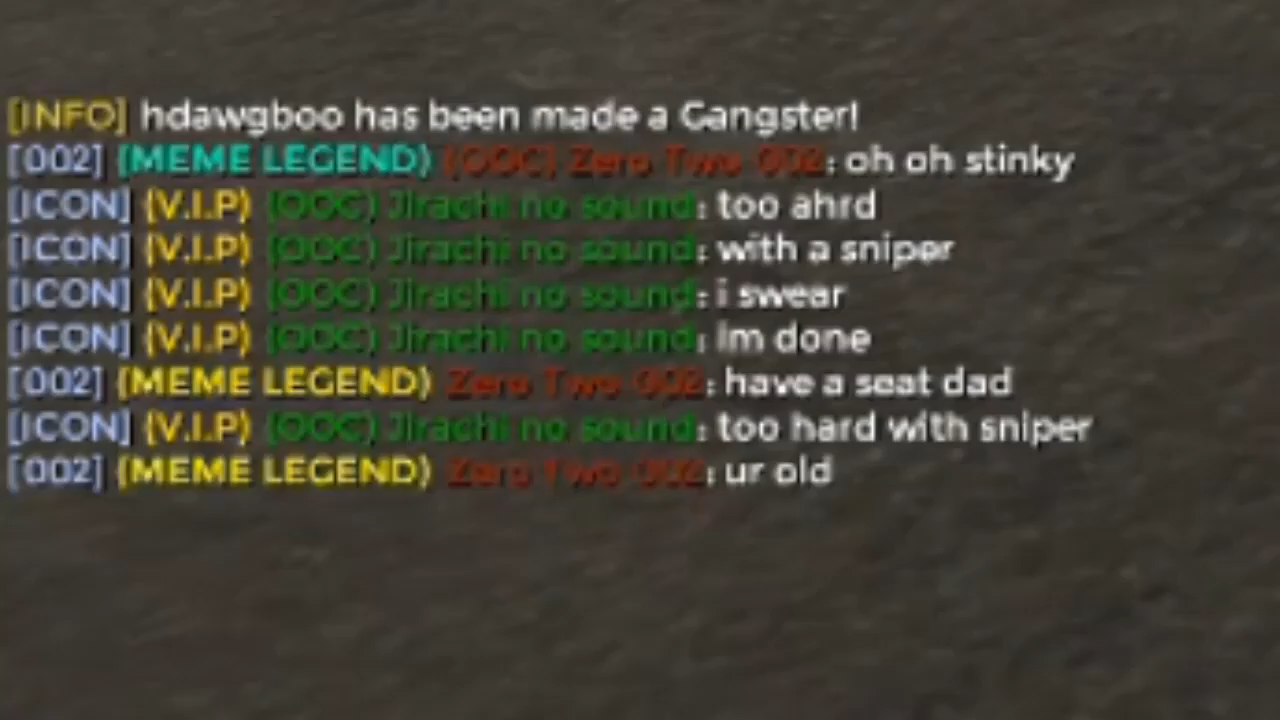 [INFO] hdawgboo has been made a Gangster!
[002] (MEME LEGEND) (OOC) Zero Two 002: oh oh stinky
[ICON] (V.I.P) (OOC) Jirachi no sound: too ahrd
[ICON] (V.I.P) (OOC) Jirachi no sound: with a sniper
[ICON] (V.I.P) (OOC) Jirachi no sound: i swear
[ICON] (V.I.P) (OOC) Jirachi no sound: im done
[002] (MEME LEGEND) Zero Two 002: have a seat dad
[ICON] (V.I.P) (OOC) Jirachi no sound: too hard with sniper
[002] (MEME LEGEND) Zero Two 002: ur old